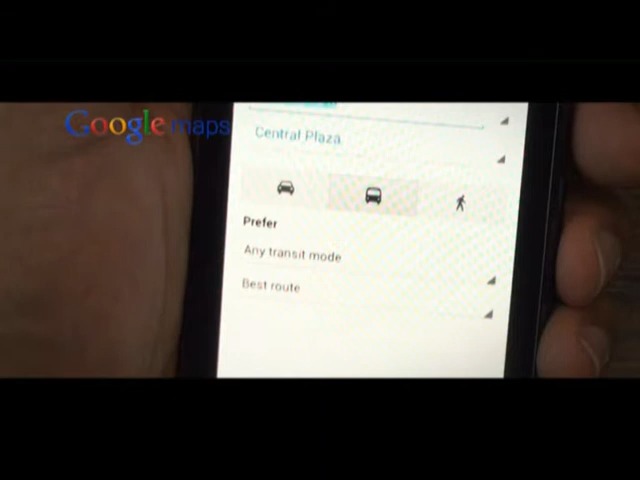 Google maps
Central Plaza
Prefer
Any transit mode
Best route